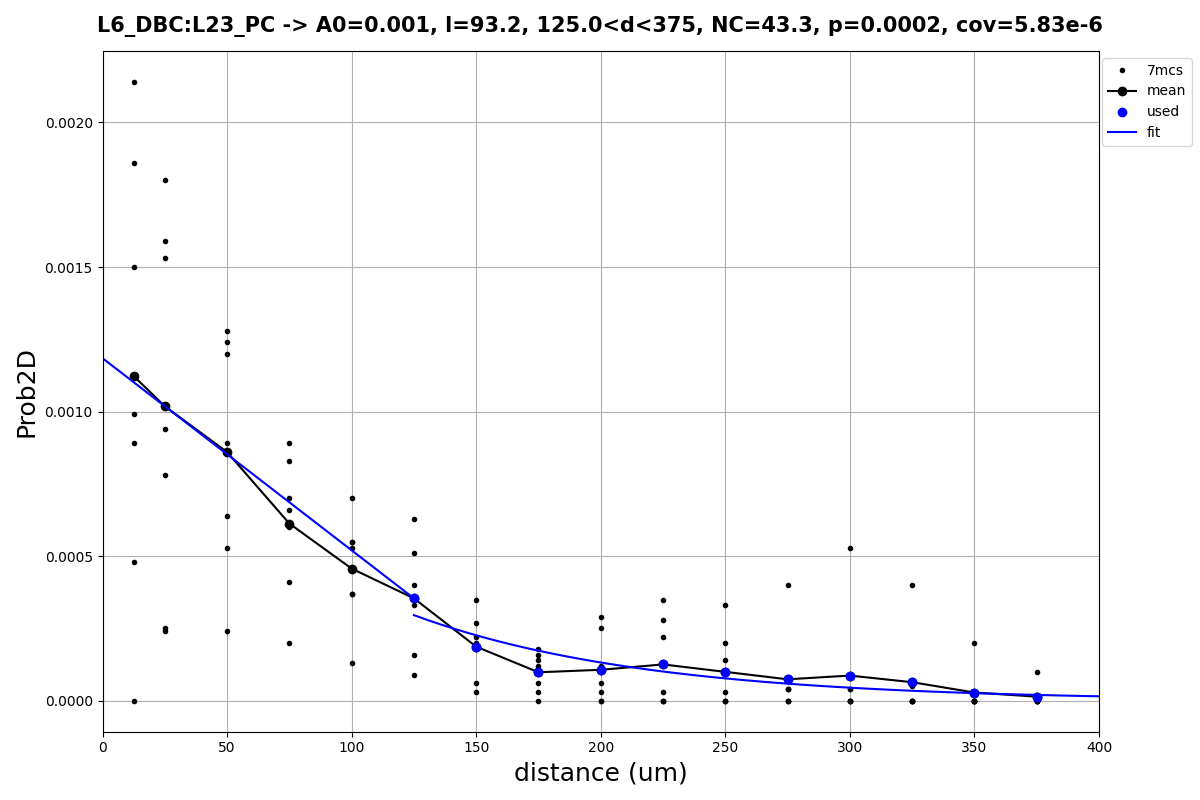 L6_DBC:L23_PC -> A0=0.001, l=93.2, 125.0<d<375, NC=43.3, p=0.0002, cov=5.83e-6
7mcs
mean
used
fit
0.0020
0.0015
0.0010
0.0005
0.0000
Prob2D
0 50 100 150 200 250 300 350 400
distance (um)